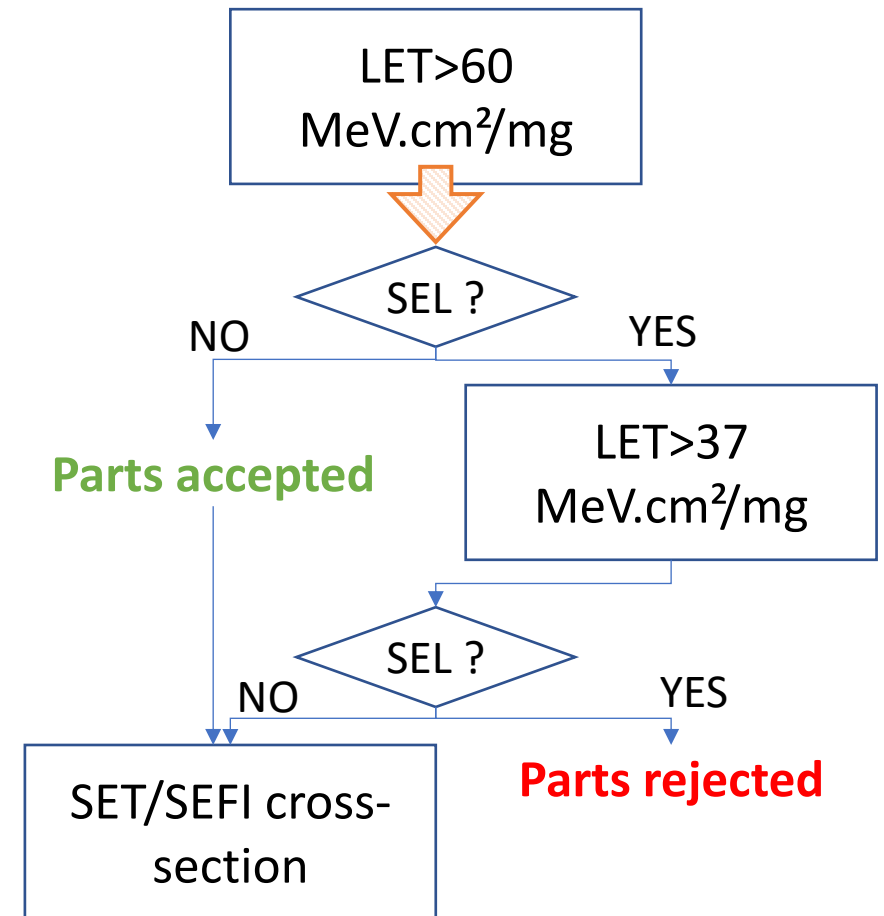 LET>60
MeV.cm²/mg
SEL ?
NO
YES
LET>37
MeV.cm²/mg
Parts accepted
SEL ?
NO
YES
Parts rejected
SET/SEFI cross-
section